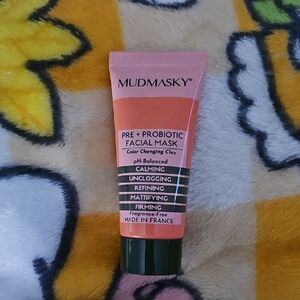 MUDMASKY®
PRE + PROBIOTIC
FACIAL MASK
Color Changing Clay
pH-Balanced
CALMING
UNCLOGGING
REFINING
MATTIFYING
FIRMING
Fragrance-Free
MADE IN FRANCE